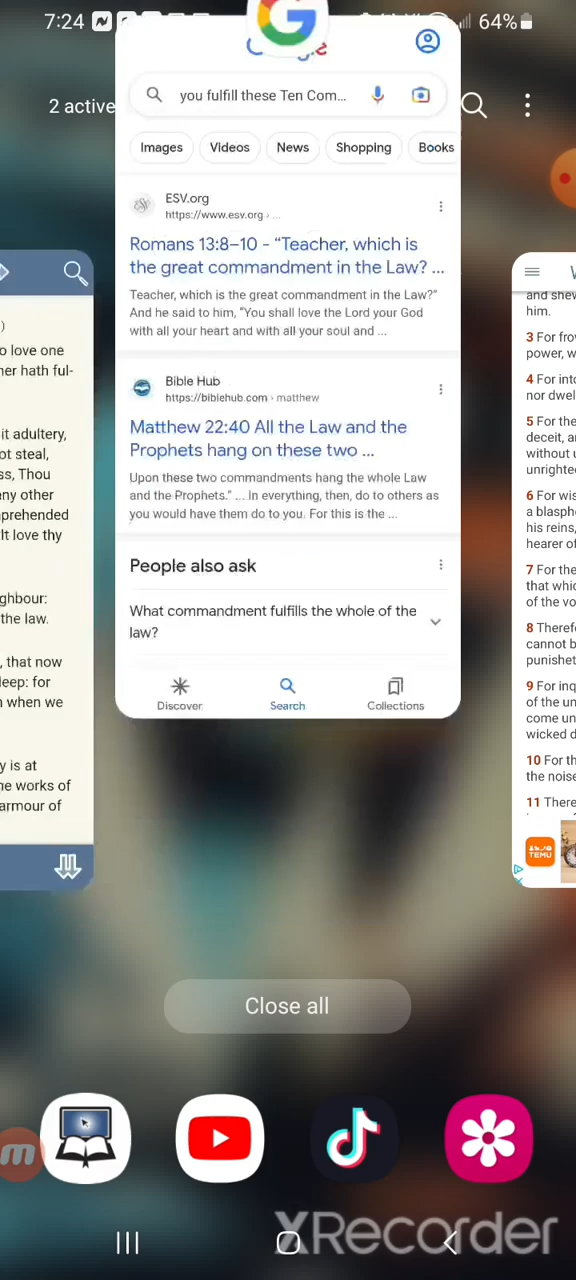 7:24
64%
2 active
you fulfill these Ten Com...
Images Videos News Shopping Books
ESV.org
https://www.esv.org › ...
Romans 13:8–10 - “Teacher, which is
the great commandment in the Law? ...
Teacher, which is the great commandment in the Law?”
And he said to him, “You shall love the Lord your God
with all your heart and with all your soul and ...
Bible Hub
https://biblehub.com › matthew
Matthew 22:40 All the Law and the
Prophets hang on these two ...
Upon these two commandments hang the whole Law
and the Prophets.” ... In everything, then, do to others as
you would have them do to you. For this is the ...
People also ask
What commandment fulfills the whole of the
law?
Discover Search Collections
)
o love one
her hath ful-
it adultery,
ot steal,
ss, Thou
any other
prehended
lt love thy
ghbour:
the law.
, that now
leep: for
n when we
y is at
he works of
armour of
and shew
him.
3 For frow
power, w
4 For into
nor dwel
5 For the
deceit, a
without u
unrighte
6 For wis
a blasph
his reins,
hearer of
7 For the
that whic
of the vo
8 Therefo
cannot b
punishet
9 For inq
of the un
come un
wicked d
10 For th
the noise
11 There
TEMU
Close all
XRecorder